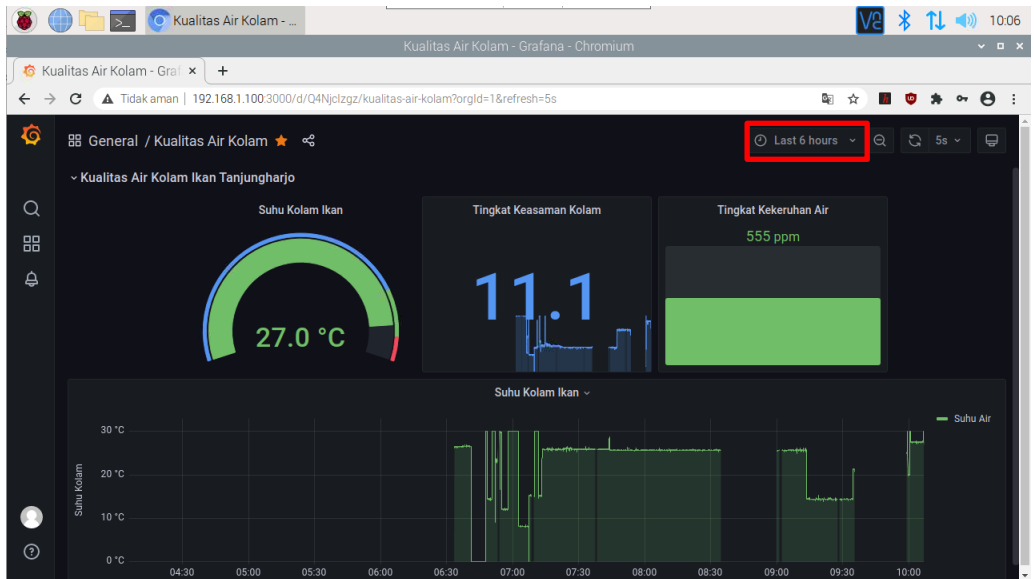 Kualitas Air Kolam - ...
10:06
Kualitas Air Kolam - Grafana - Chromium
Kualitas Air Kolam - Graf
Tidak aman | 192.168.1.100:3000/d/Q4Njclzgz/kualitas-air-kolam?orgId=1&refresh=5s
General / Kualitas Air Kolam
Last 6 hours
5s
Kualitas Air Kolam Ikan Tanjungharjo
Suhu Kolam Ikan
27.0 °C
Tingkat Keasaman Kolam
11.1
Tingkat Kekeruhan Air
555 ppm
Suhu Kolam Ikan
Suhu Air
Suhu Kolam
30 °C
20 °C
10 °C
0 °C
04:30 05:00 05:30 06:00 06:30 07:00 07:30 08:00 08:30 09:00 09:30 10:00